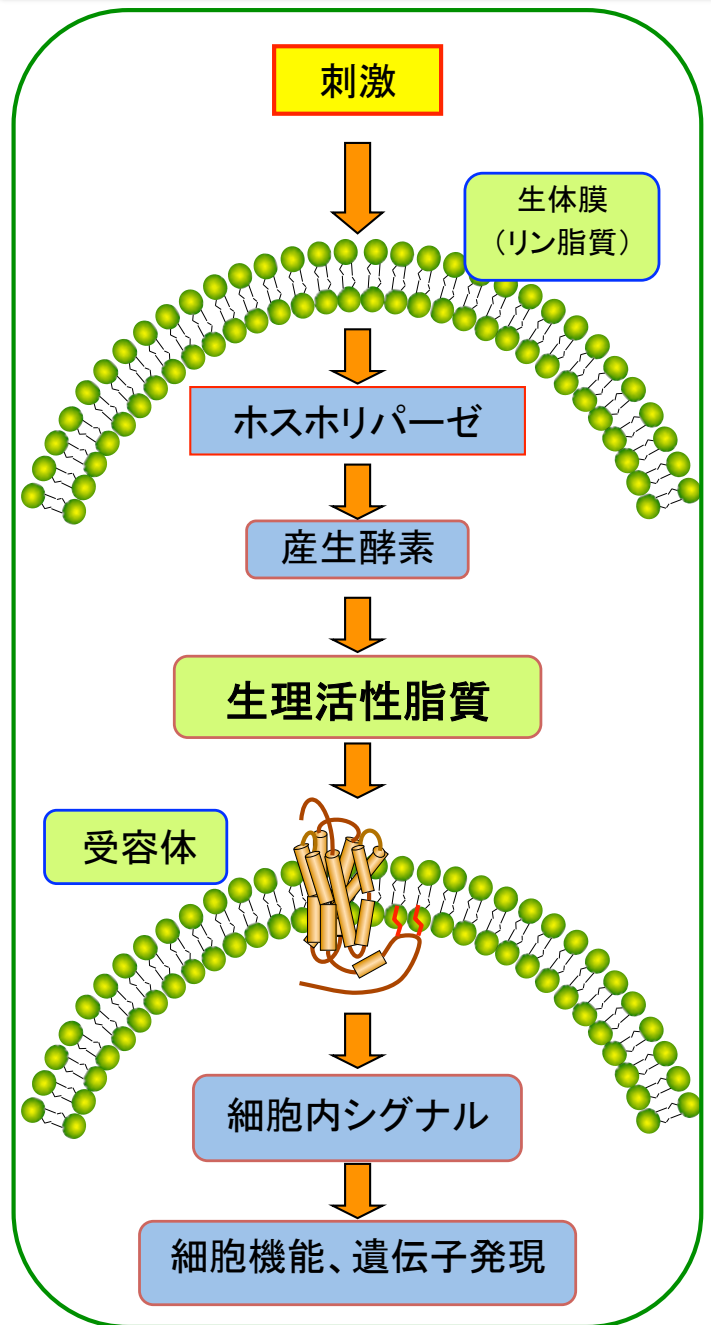 刺激
生体膜
（リン脂質）
ホスホリパーゼ
産生酵素
生理活性脂質
受容体
細胞内シグナル
細胞機能、遺伝子発現